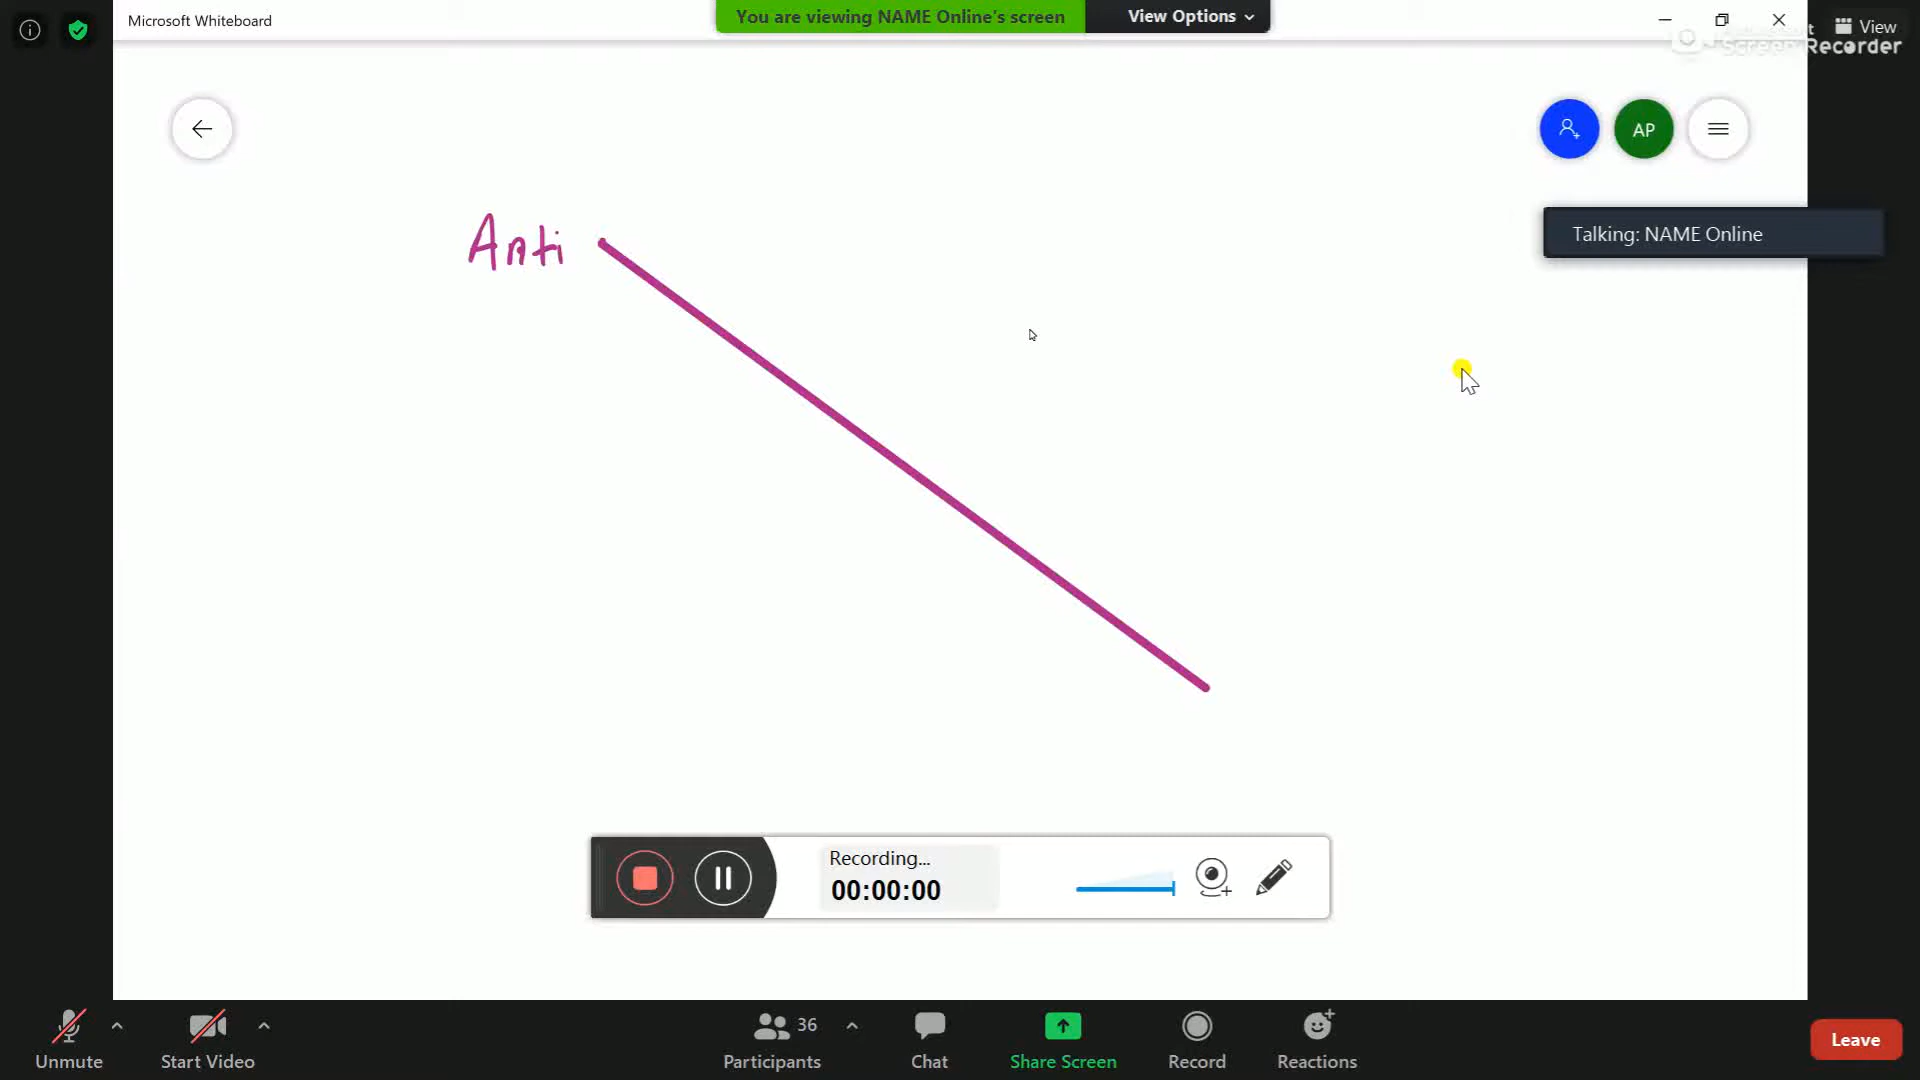 Microsoft Whiteboard
You are viewing NAME Online's screen
View Options
View
Screen Recorder
AP
Talking: NAME Online
Anti
Recording...
00:00:00
Unmute
Start Video
36
Participants
Chat
Share Screen
Record
Reactions
Leave